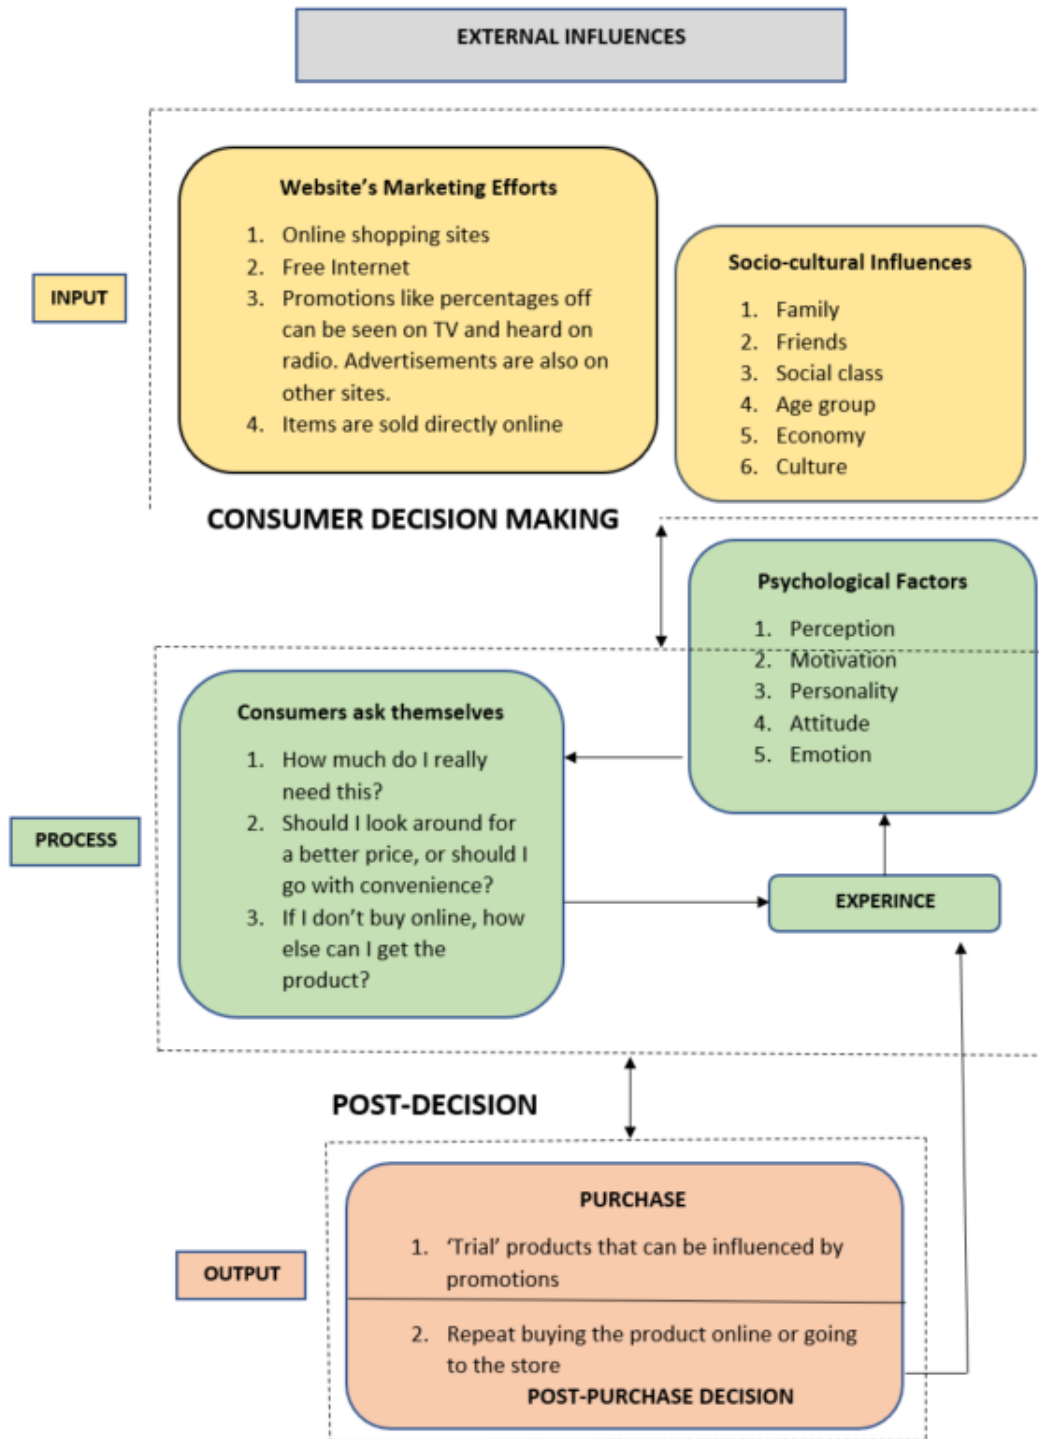 EXTERNAL INFLUENCES
INPUT
Website's Marketing Efforts
1. Online shopping sites
2. Free Internet
3. Promotions like percentages off
can be seen on TV and heard on
radio. Advertisements are also on
other sites.
4. Items are sold directly online
Socio-cultural Influences
1. Family
2. Friends
3. Social class
4. Age group
5. Economy
6. Culture
CONSUMER DECISION MAKING
Psychological Factors
1. Perception
2. Motivation
3. Personality
4. Attitude
5. Emotion
PROCESS
Consumers ask themselves
1. How much do I really
need this?
2. Should I look around for
a better price, or should I
go with convenience?
3. If I don't buy online, how
else can I get the
product?
EXPERINCE
POST-DECISION
OUTPUT
PURCHASE
1. ‘Trial’ products that can be influenced by
promotions
2. Repeat buying the product online or going
to the store
POST-PURCHASE DECISION